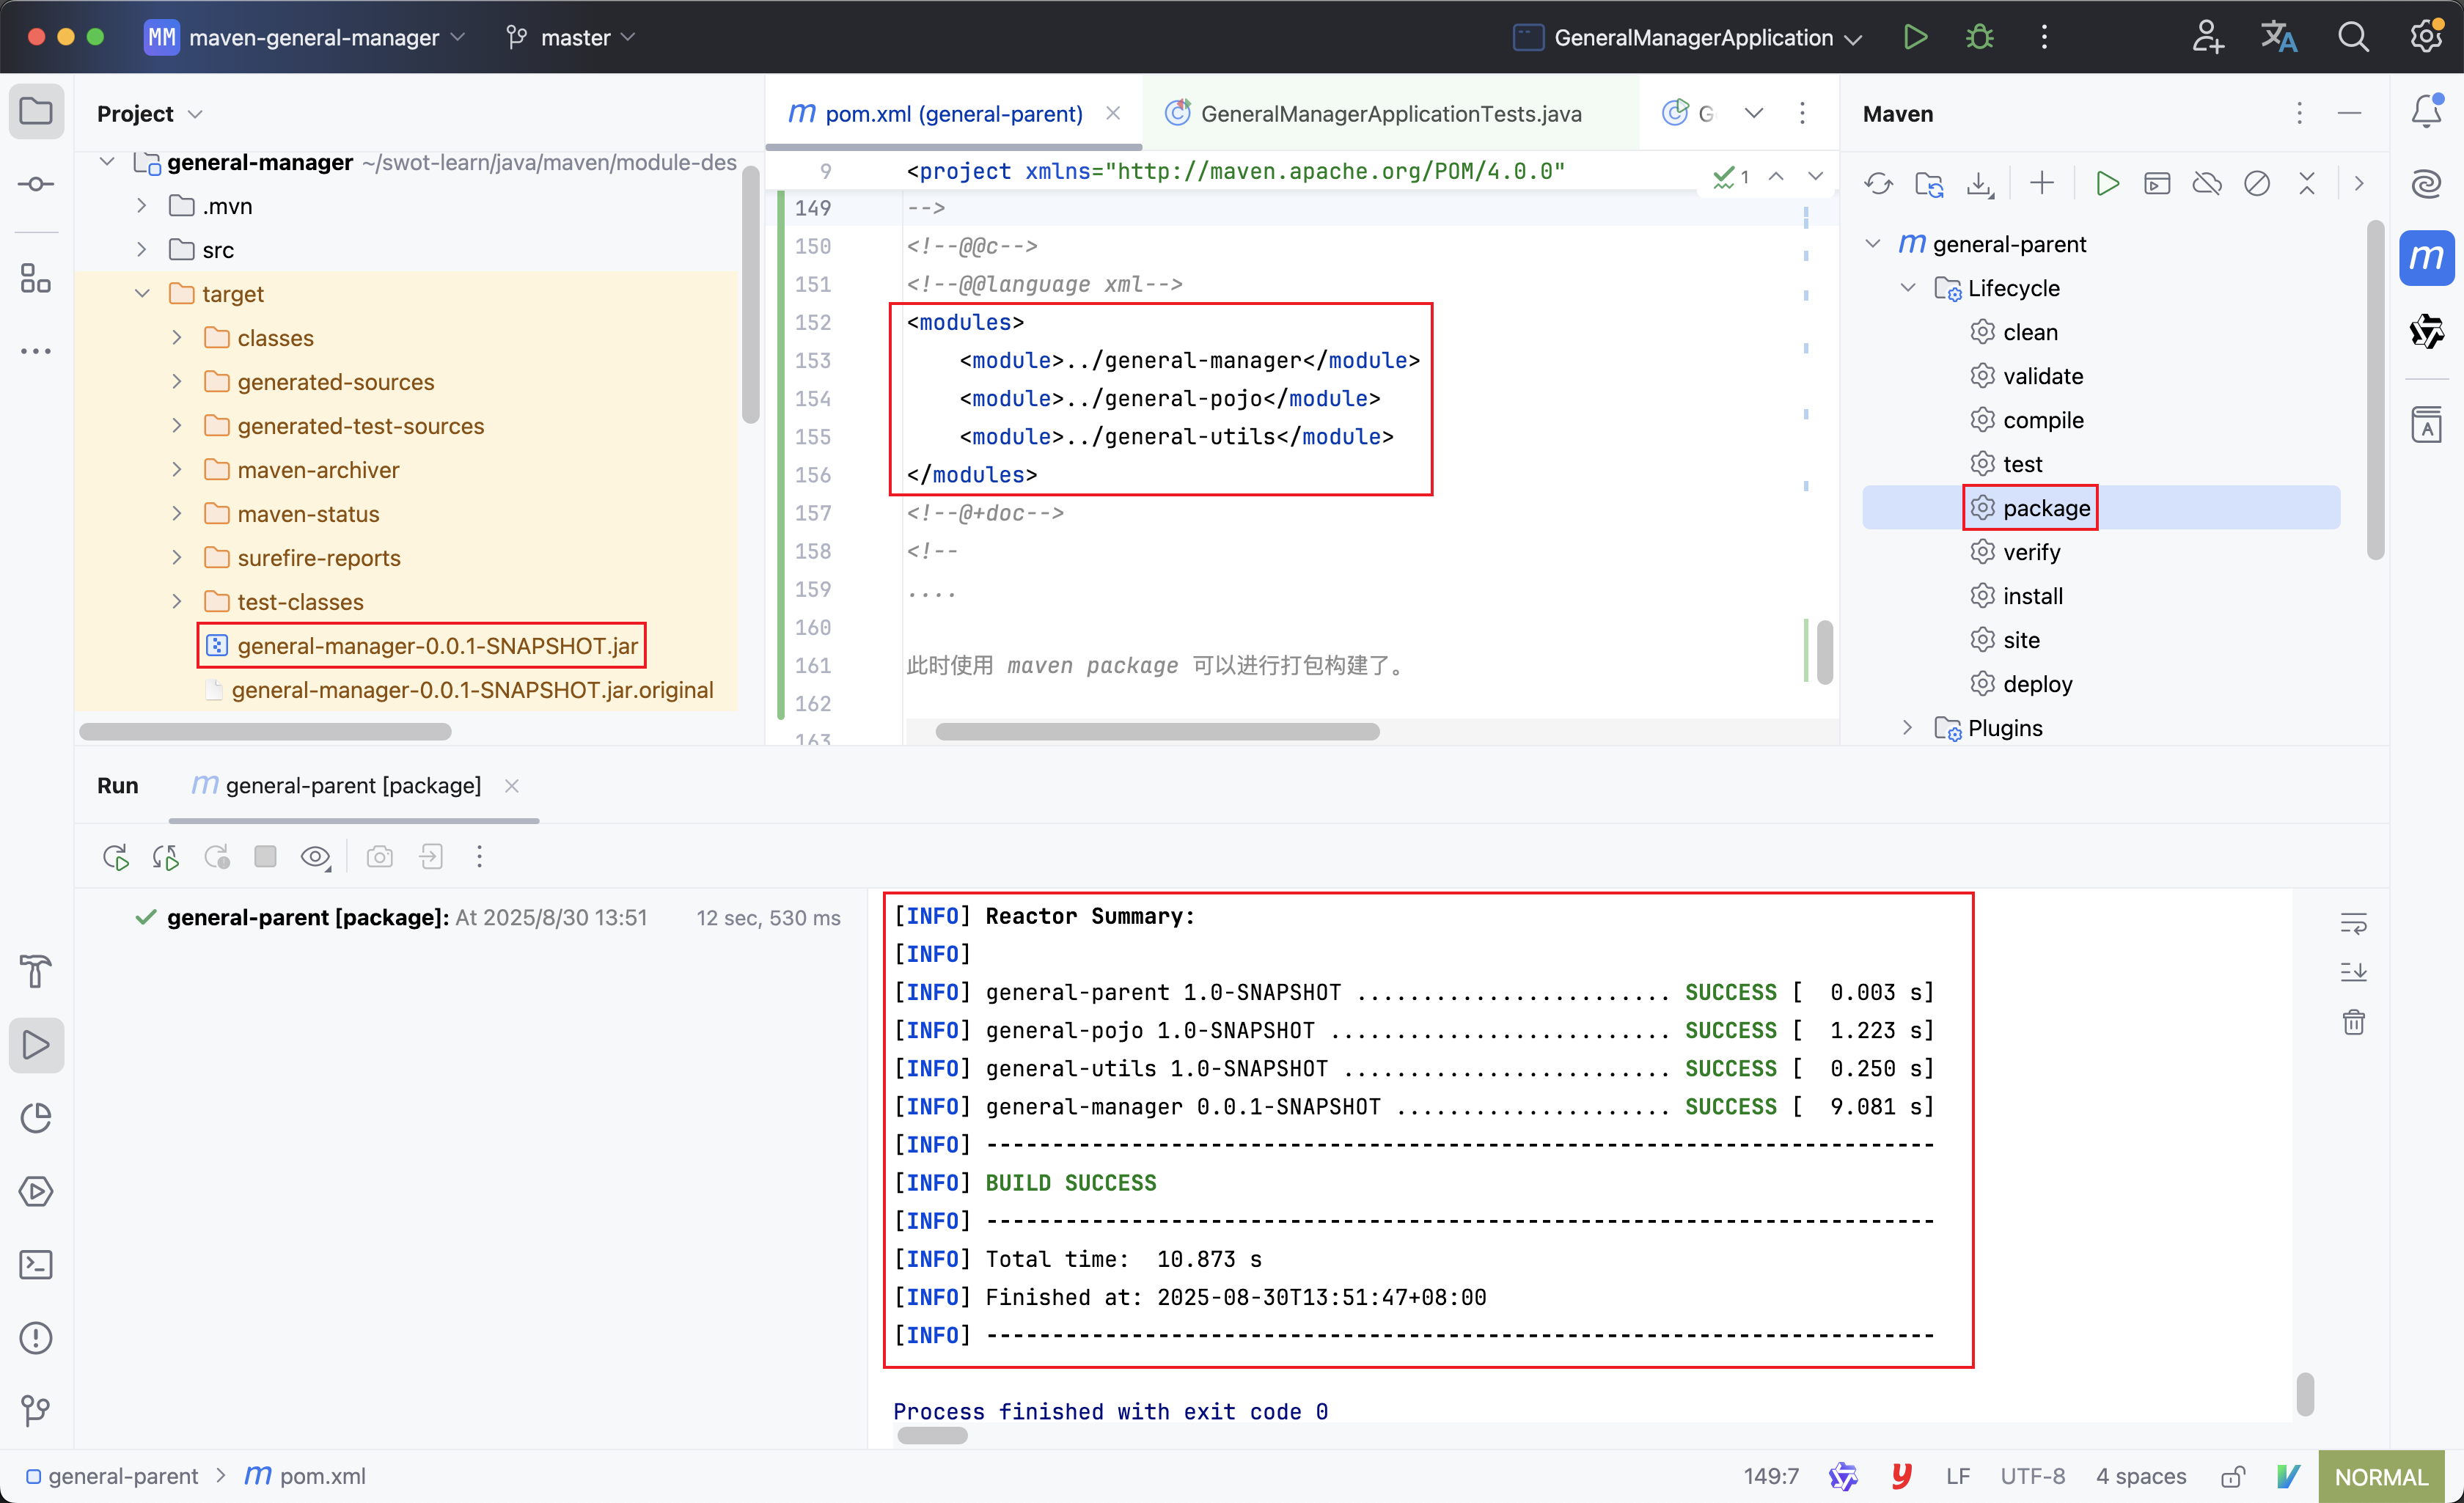 MM maven-general-manager master GeneralManagerApplication
Project
general-manager ~/swot-learn/java/maven/module-des
.mvn
src
target
classes
generated-sources
generated-test-sources
maven-archiver
maven-status
surefire-reports
test-classes
general-manager-0.0.1-SNAPSHOT.jar
general-manager-0.0.1-SNAPSHOT.jar.original
pom.xml (general-parent) GeneralManagerApplicationTests.java G
9 <project xmlns="http://maven.apache.org/POM/4.0.0" 1
149 -->
150 <!--@@c-->
151 <!--@@language xml-->
152 <modules>
153 <module>../general-manager</module>
154 <module>../general-pojo</module>
155 <module>../general-utils</module>
156 </modules>
157 <!--@+doc-->
158 <!--
159 ....
160
161 此时使用 maven package 可以进行打包构建了。
162
163
Maven
general-parent
Lifecycle
clean
validate
compile
test
package
verify
install
site
deploy
Plugins
Run general-parent [package]
general-parent [package]: At 2025/8/30 13:51 12 sec, 530 ms
[INFO] Reactor Summary:
[INFO]
[INFO] general-parent 1.0-SNAPSHOT ........................ SUCCESS [  0.003 s]
[INFO] general-pojo 1.0-SNAPSHOT .......................... SUCCESS [  1.223 s]
[INFO] general-utils 1.0-SNAPSHOT ......................... SUCCESS [  0.250 s]
[INFO] general-manager 0.0.1-SNAPSHOT ..................... SUCCESS [  9.081 s]
[INFO] ------------------------------------------------------------------------
[INFO] BUILD SUCCESS
[INFO] ------------------------------------------------------------------------
[INFO] Total time:  10.873 s
[INFO] Finished at: 2025-08-30T13:51:47+08:00
[INFO] ------------------------------------------------------------------------
Process finished with exit code 0
general-parent > pom.xml 149:7 LF UTF-8 4 spaces NORMAL